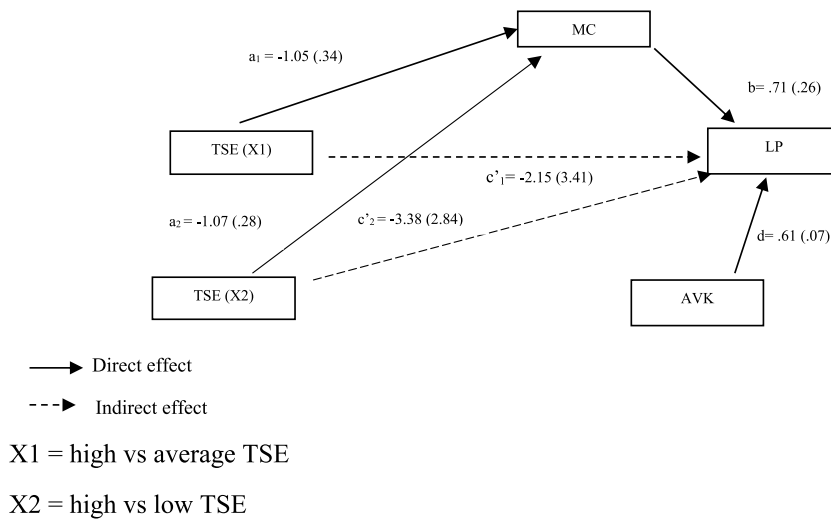 MC
a₁ = -1.05 (.34)
b= .71 (.26)
TSE (X1)
LP
c'₁= -2.15 (3.41)
a₂ = -1.07 (.28)
c'₂= -3.38 (2.84)
d= .61 (.07)
TSE (X2)
AVK
Direct effect
Indirect effect
X1 = high vs average TSE
X2 = high vs low TSE